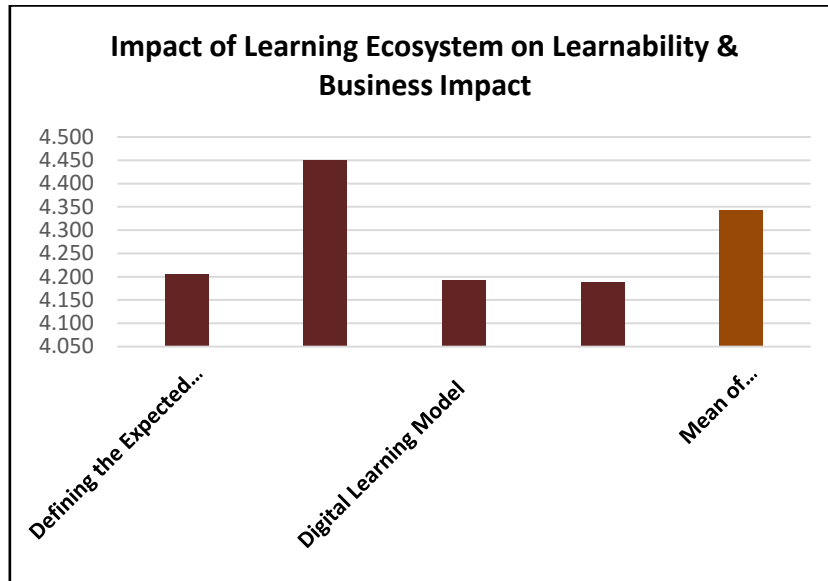 Impact of Learning Ecosystem on Learnability &
Business Impact
4.500
4.450
4.400
4.350
4.300
4.250
4.200
4.150
4.100
4.050
Defining the Expected...
Digital Learning Model
Mean of...